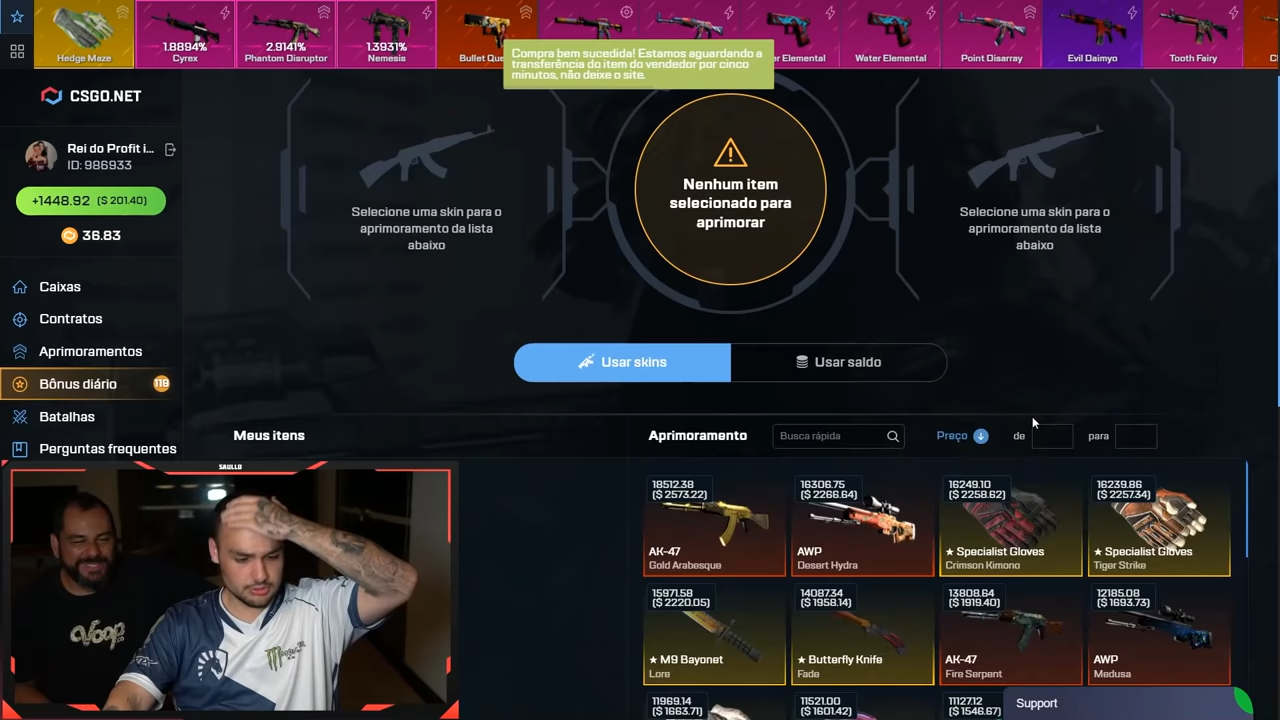 Hedge Maze
1.8894%
Cyrex
2.9141%
Phantom Disruptor
1.3931%
Nemesis
Bullet Que
er Elemental
Water Elemental
Point Disarray
Evil Daimyo
Tooth Fairy
Compra bem sucedida! Estamos aguardando a
transferência do item do vendedor por cinco
minutos, não deixe o site.
CSGO.NET
Rei do Profit i...
ID: 986933
+1448.92 ($ 201.40)
36.83
Caixas
Contratos
Aprimoramentos
Bônus diário 118
Batalhas
Perguntas frequentes
Selecione uma skin para o
aprimoramento da lista
abaixo
Nenhum item
selecionado para
aprimorar
Selecione uma skin para o
aprimoramento da lista
abaixo
Usar skins
Usar saldo
Meus itens
Aprimoramento
Busca rápida
Preço
de
para
18512.38
($ 2573.22)
AK-47
Gold Arabesque
16306.75
($ 2266.64)
AWP
Desert Hydra
16249.10
($ 2258.62)
★ Specialist Gloves
Crimson Kimono
16239.86
($ 2257.34)
★ Specialist Gloves
Tiger Strike
15971.58
($ 2220.05)
★ M9 Bayonet
Lore
14087.34
($ 1958.14)
★ Butterfly Knife
Fade
13808.64
($ 1919.40)
AK-47
Fire Serpent
12185.08
($ 1693.73)
AWP
Medusa
11969.14
($ 1663.71)
11521.00
($ 1601.42)
11127.12
($ 1546.67)
Support
SAULLO
Voop
MONSTER